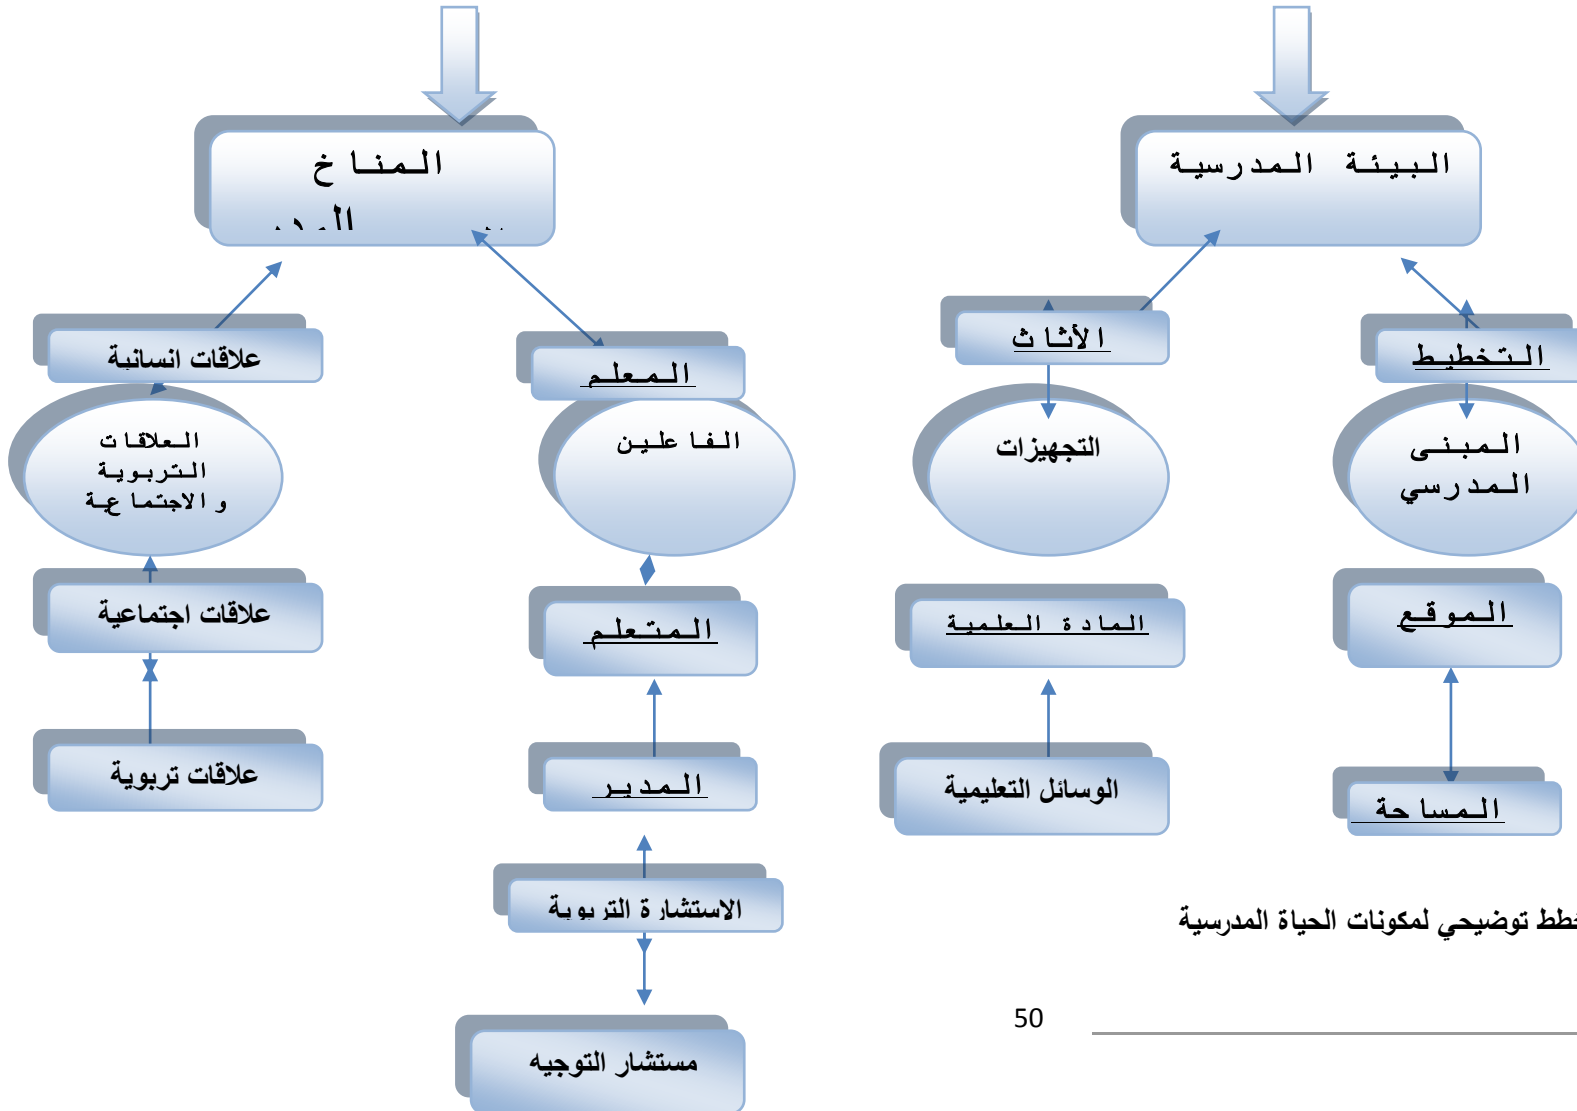 البيئة المدرسية
المناخ
التخطيط
الأثاث
المعلم
علاقات انسانية
المبنى
المدرسي
التجهيزات
الفاعلين
العلاقات
التربوية
والاجتماعية
الموقع
المادة العلمية
المتعلم
علاقات اجتماعية
المساحة
الوسائل التعليمية
المدير
علاقات تربوية
الاستشارة التربوية
توضيحي لمكونات الحياة المدرسية
مستشار التوجيه
50